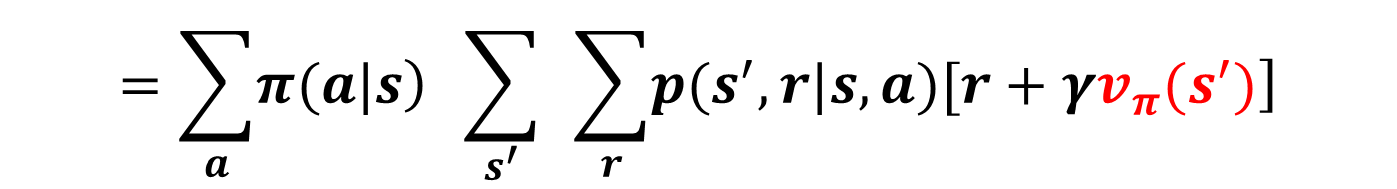 = ∑_a π(a|s) ∑_{s′} ∑_r p(s′, r|s, a)[r + γv_π(s′)]